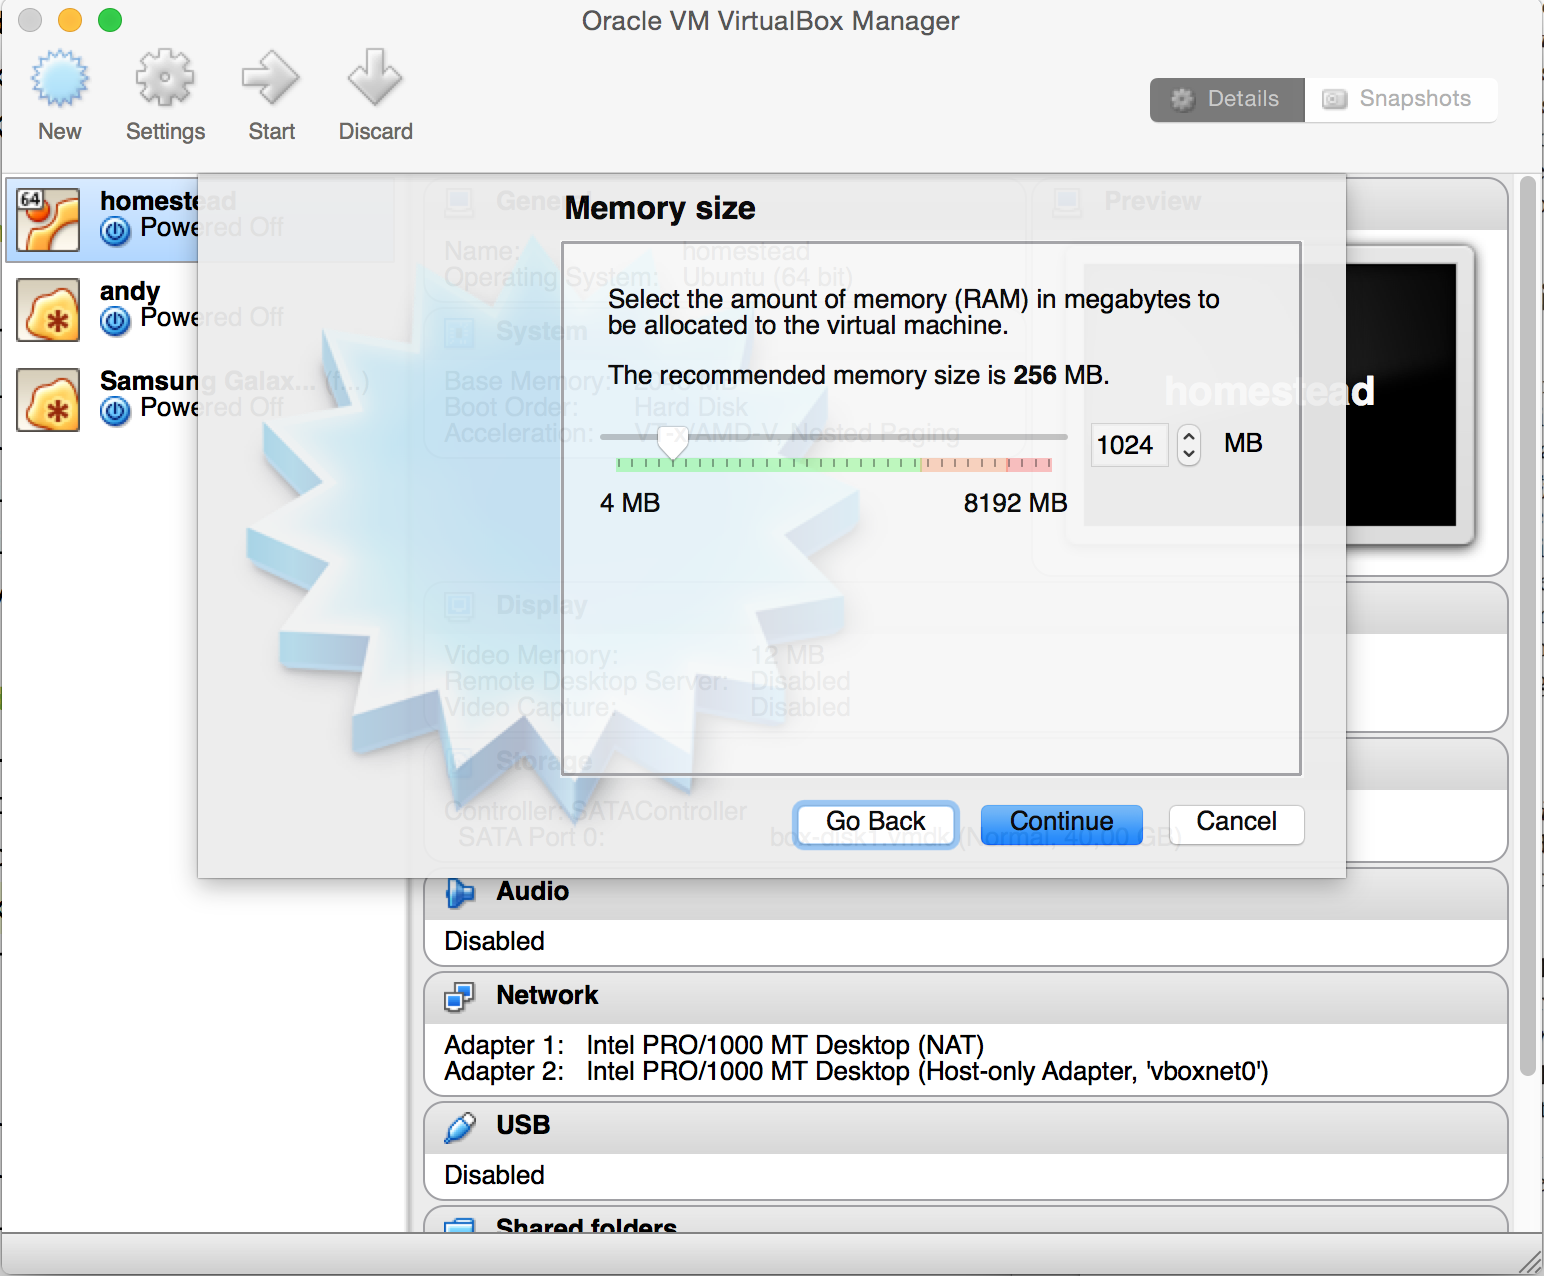 Oracle VM VirtualBox Manager
New
Settings
Start
Discard
Details
Snapshots
64
homestead
Powered Off
andy
Powered Off
Samsung Galax... (f...)
Powered Off
General
Name: homestead
Operating System: Ubuntu (64 bit)
System
Base Memory:
Boot Order: Hard Disk
Acceleration: VT-x/AMD-V, Nested Paging
Preview
homestead
Memory size
Select the amount of memory (RAM) in megabytes to
be allocated to the virtual machine.
The recommended memory size is 256 MB.
1024 MB
4 MB 8192 MB
Display
Video Memory: 12 MB
Remote Desktop Server: Disabled
Video Capture: Disabled
Storage
Controller: SATAController
SATA Port 0: box-disk1.vmdk (Normal, 40,00 GB)
Go Back
Continue
Cancel
Audio
Disabled
Network
Adapter 1: Intel PRO/1000 MT Desktop (NAT)
Adapter 2: Intel PRO/1000 MT Desktop (Host-only Adapter, 'vboxnet0')
USB
Disabled
Shared folders